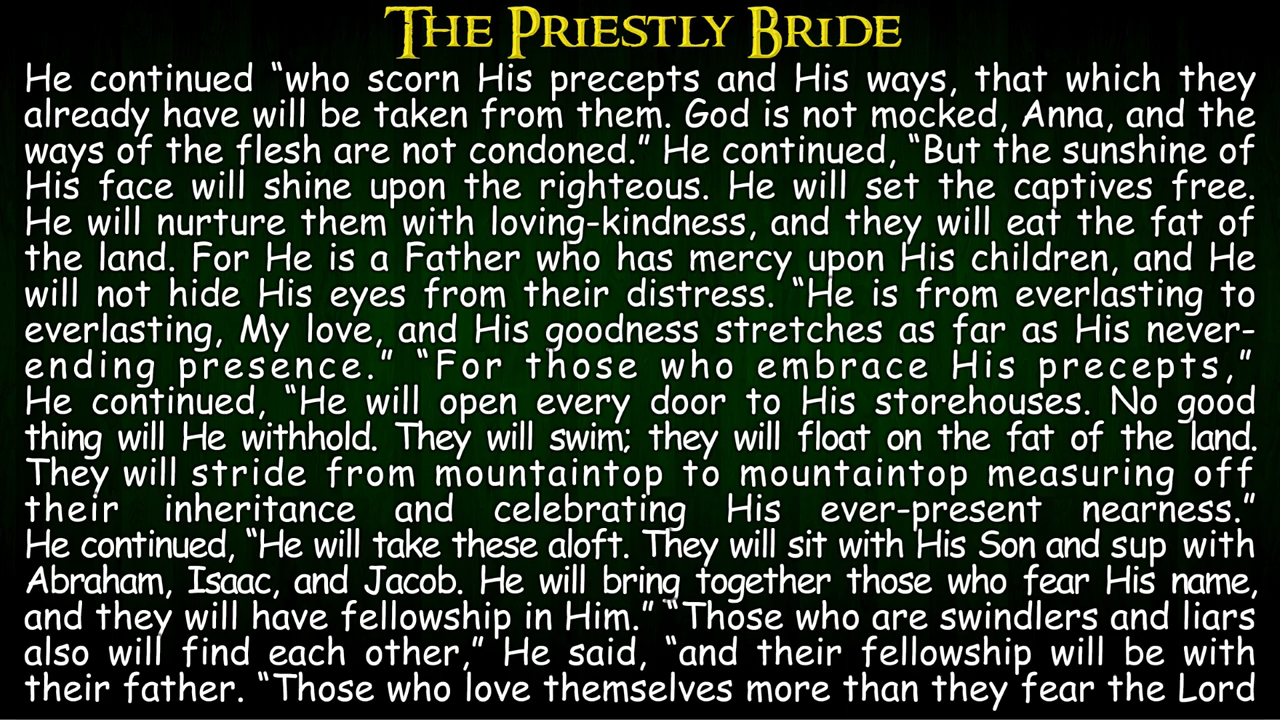 The Priestly Bride
He continued “who scorn His precepts and His ways, that which they
already have will be taken from them. God is not mocked, Anna, and the
ways of the flesh are not condoned.” He continued, “But the sunshine of
His face will shine upon the righteous. He will set the captives free.
He will nurture them with loving-kindness, and they will eat the fat of
the land. For He is a Father who has mercy upon His children, and He
will not hide His eyes from their distress. “He is from everlasting to
everlasting, My love, and His goodness stretches as far as His never-
ending presence.” “For those who embrace His precepts,”
He continued, “He will open every door to His storehouses. No good
thing will He withhold. They will swim; they will float on the fat of the land.
They will stride from mountaintop to mountaintop measuring off
their inheritance and celebrating His ever-present nearness.”
He continued, “He will take these aloft. They will sit with His Son and sup with
Abraham, Isaac, and Jacob. He will bring together those who fear His name,
and they will have fellowship in Him.” “Those who are swindlers and liars
also will find each other,” He said, “and their fellowship will be with
their father. “Those who love themselves more than they fear the Lord